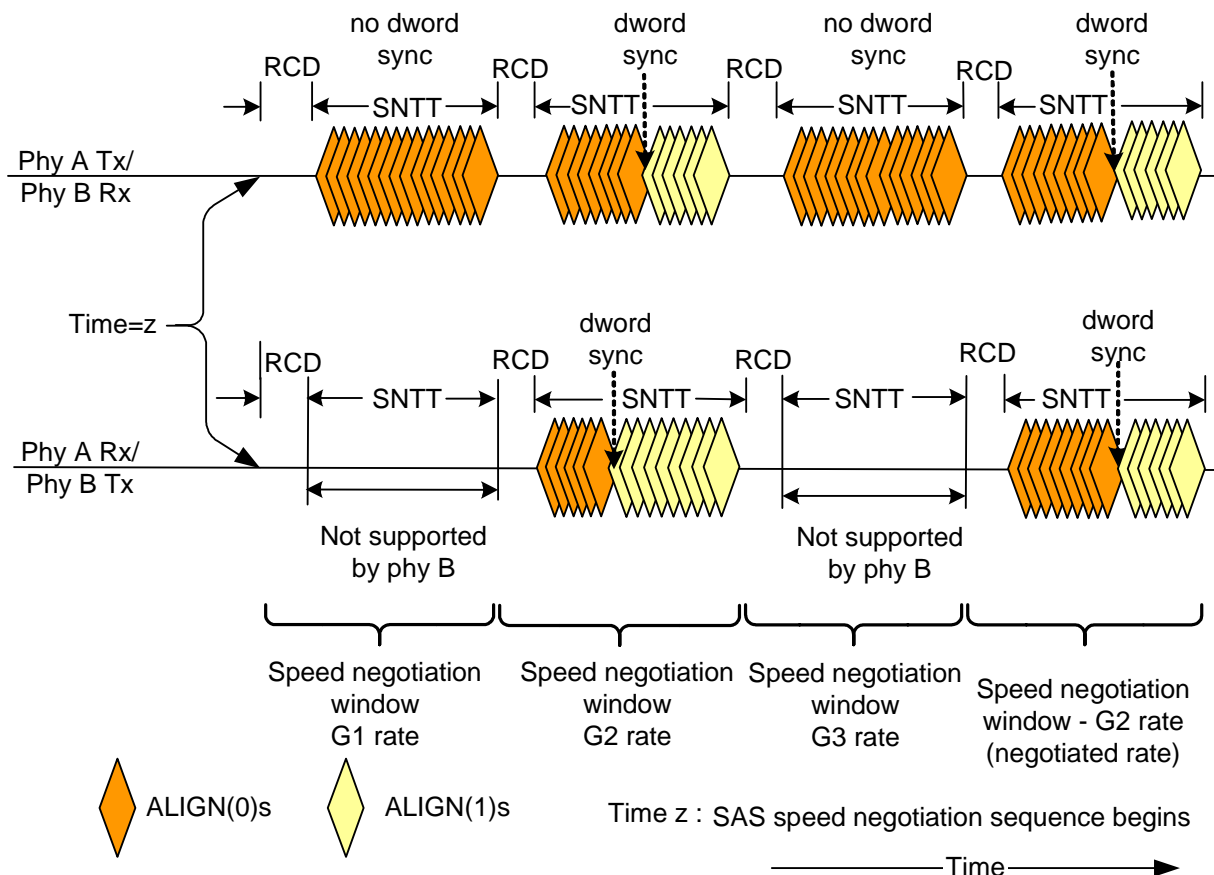 no dword
sync
dword
sync
no dword
sync
dword
sync
RCD
RCD
RCD
RCD
SNTT
SNTT
SNTT
SNTT
Phy A Tx/
Phy B Rx
Time=z
dword
sync
dword
sync
RCD
RCD
RCD
RCD
SNTT
SNTT
SNTT
SNTT
Phy A Rx/
Phy B Tx
Not supported
by phy B
Not supported
by phy B
Speed negotiation
window
G1 rate
Speed negotiation
window
G2 rate
Speed negotiation
window
G3 rate
Speed negotiation
window - G2 rate
(negotiated rate)
ALIGN(0)s
ALIGN(1)s
Time z : SAS speed negotiation sequence begins
Time